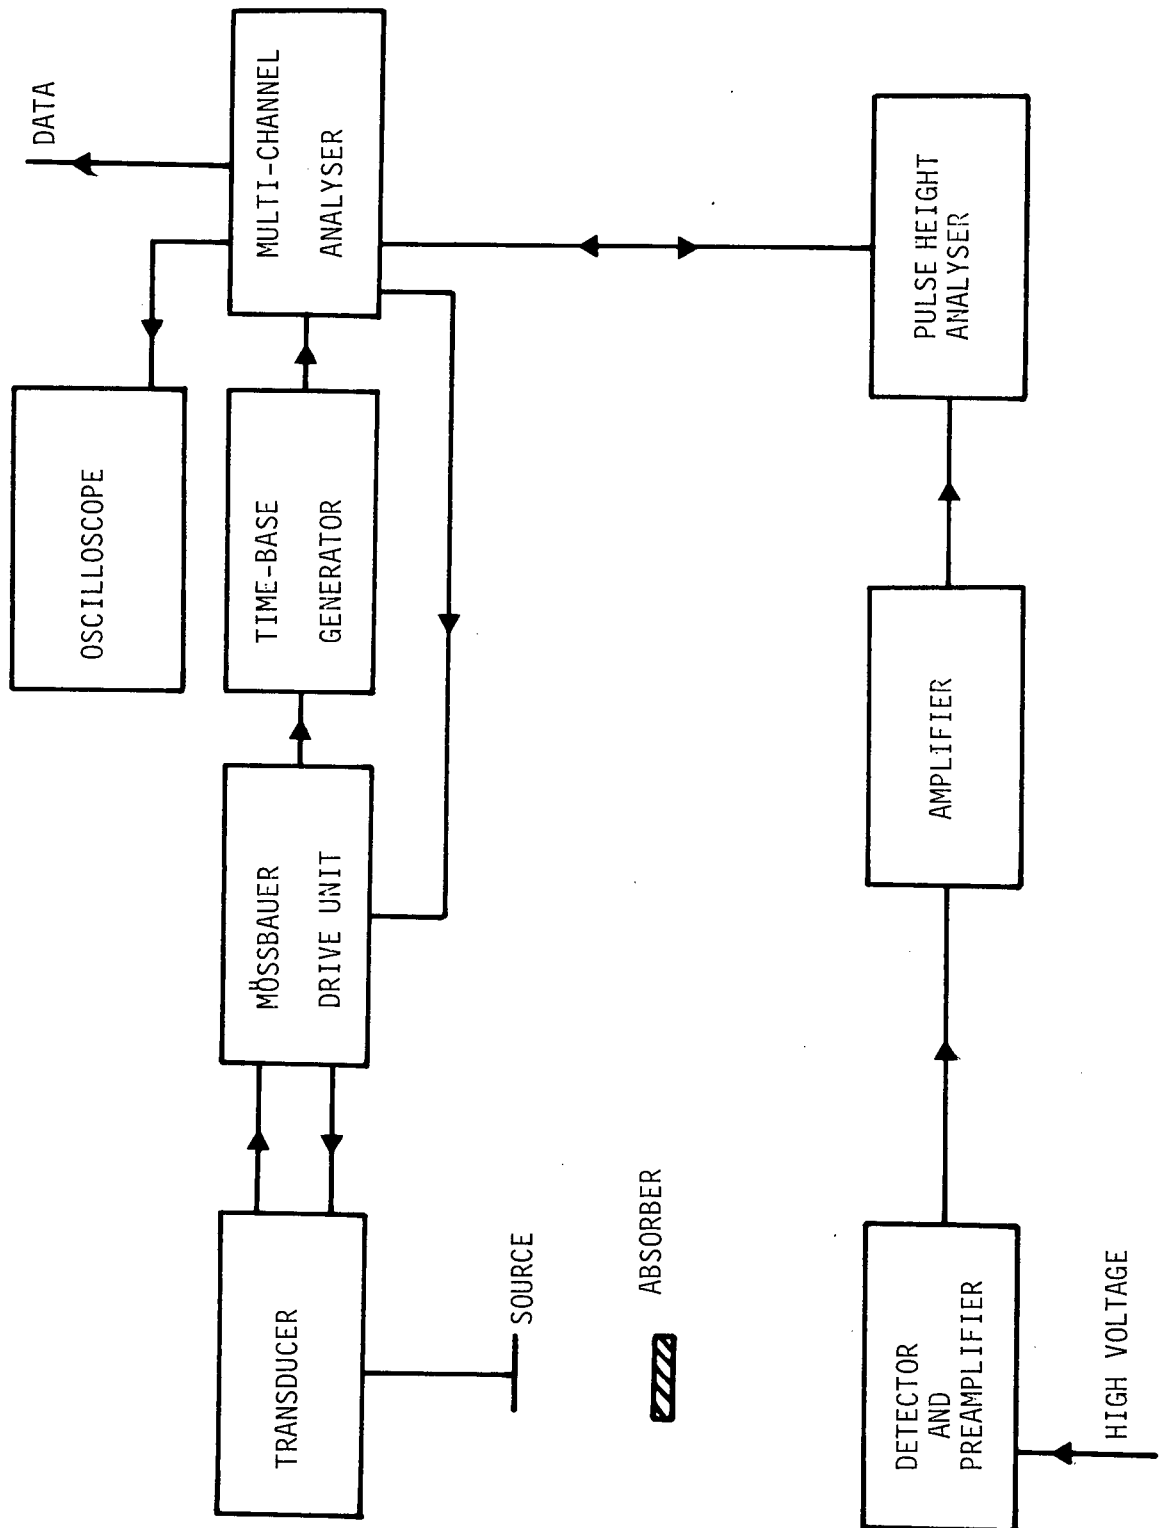 TRANSDUCER
SOURCE
ABSORBER
DETECTOR
AND
PREAMPLIFIER
HIGH VOLTAGE
MÖSSBAUER
DRIVE UNIT
AMPLIFIER
OSCILLOSCOPE
TIME-BASE
GENERATOR
DATA
MULTI-CHANNEL
ANALYSER
PULSE HEIGHT
ANALYSER